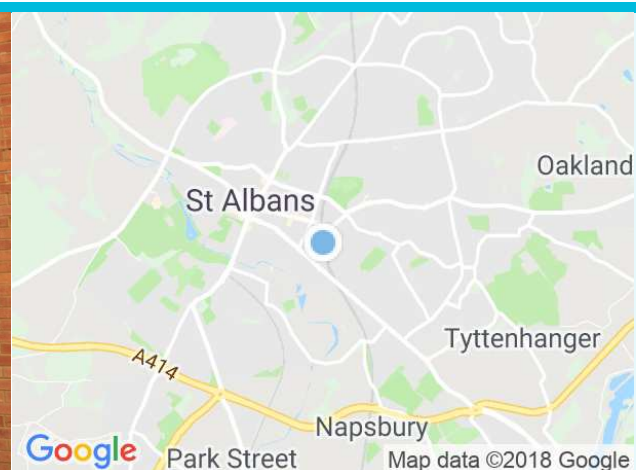 Oakland
St Albans
Tyttenhanger
A414
Napsbury
Google
Park Street
Map data ©2018 Google